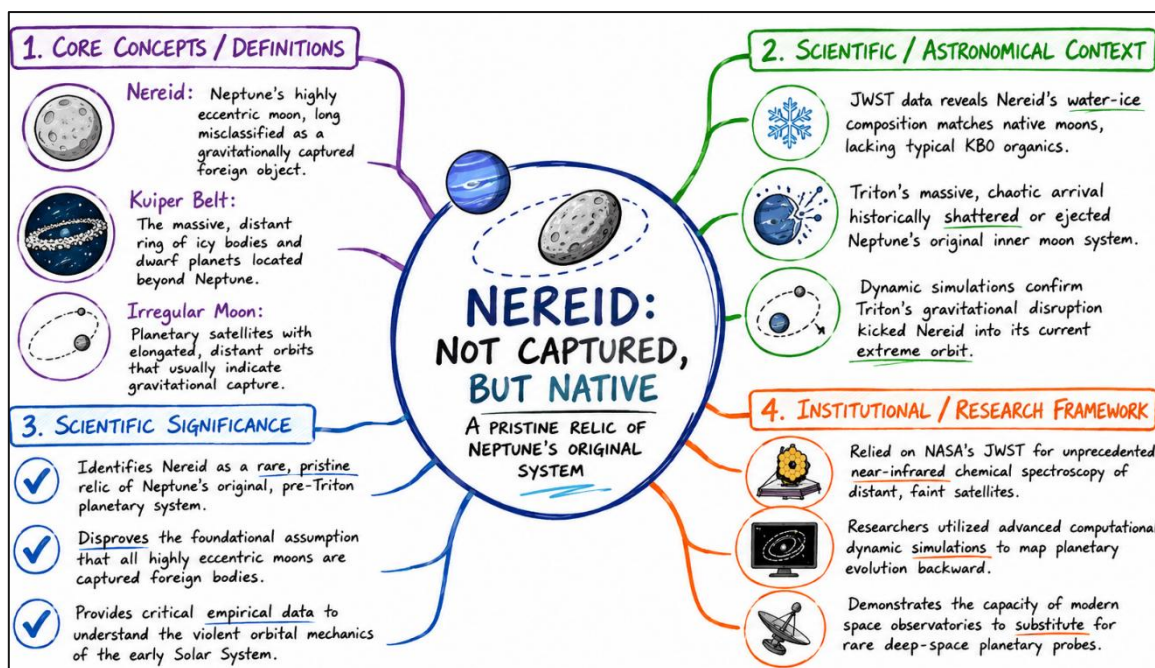 1. CORE CONCEPTS / DEFINITIONS
Nereid: Neptune's highly
eccentric moon, long
misclassified as a
gravitationally captured
foreign object.
Kuiper Belt:
The massive, distant
ring of icy bodies and
dwarf planets located
beyond Neptune.
Irregular Moon:
Planetary satellites with
elongated, distant orbits
that usually indicate
gravitational capture.
2. SCIENTIFIC / ASTRONOMICAL CONTEXT
JWST data reveals Nereid's water-ice
composition matches native moons,
lacking typical KBO organics.
Triton's massive, chaotic arrival
historically shattered or ejected
Neptune's original inner moon system.
Dynamic simulations confirm
Triton's gravitational disruption
kicked Nereid into its current
extreme orbit.
NEREID:
NOT CAPTURED,
BUT NATIVE
A PRISTINE RELIC OF
NEPTUNE'S ORIGINAL
SYSTEM
3. SCIENTIFIC SIGNIFICANCE
Identifies Nereid as a rare, pristine
relic of Neptune's original, pre-Triton
planetary system.
Disproves the foundational assumption
that all highly eccentric moons are
captured foreign bodies.
Provides critical empirical data to
understand the violent orbital mechanics
of the early Solar System.
4. INSTITUTIONAL / RESEARCH FRAMEWORK
Relied on NASA's JWST for unprecedented
near-infrared chemical spectroscopy of
distant, faint satellites.
Researchers utilized advanced computational
dynamic simulations to map planetary
evolution backward.
Demonstrates the capacity of modern
space observatories to substitute for
rare deep-space planetary probes.